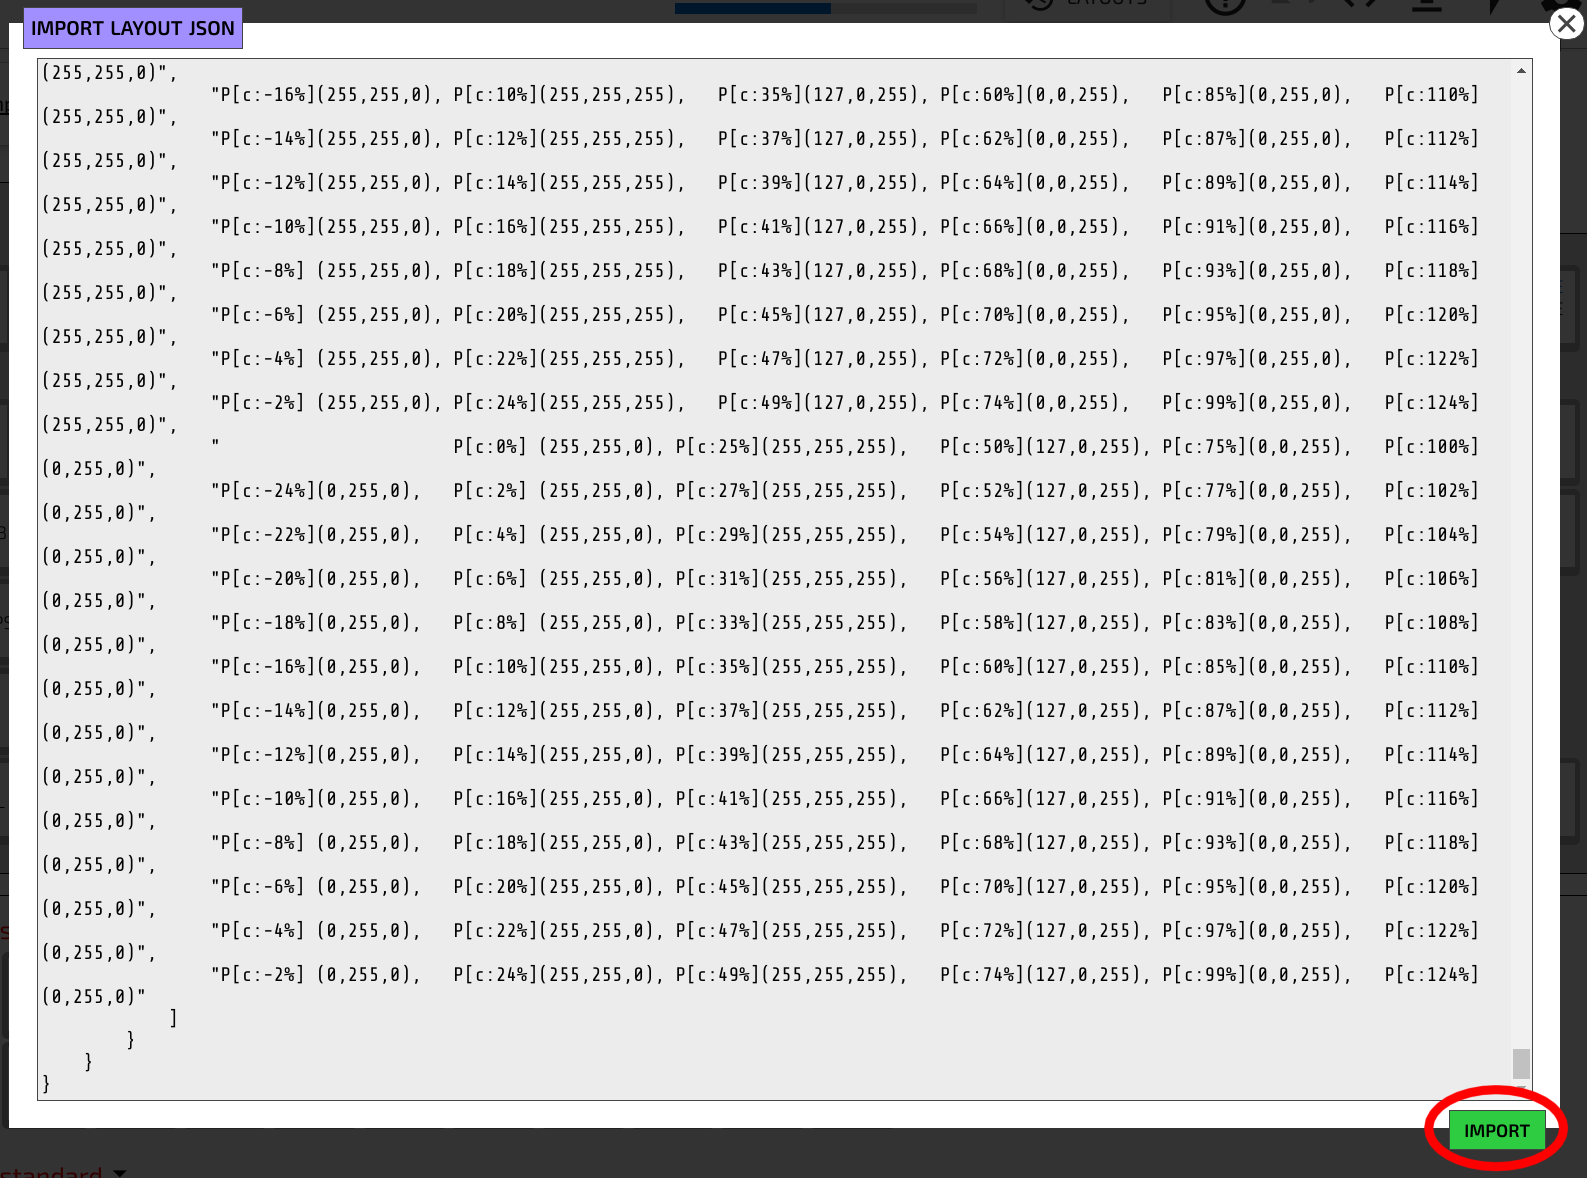 LAYOUTS
IMPORT LAYOUT JSON
(255,255,0)",
"P[c:-16%](255,255,0), P[c:10%](255,255,255),   P[c:35%](127,0,255), P[c:60%](0,0,255),   P[c:85%](0,255,0),   P[c:110%]
(255,255,0)",
"P[c:-14%](255,255,0), P[c:12%](255,255,255),   P[c:37%](127,0,255), P[c:62%](0,0,255),   P[c:87%](0,255,0),   P[c:112%]
(255,255,0)",
"P[c:-12%](255,255,0), P[c:14%](255,255,255),   P[c:39%](127,0,255), P[c:64%](0,0,255),   P[c:89%](0,255,0),   P[c:114%]
(255,255,0)",
"P[c:-10%](255,255,0), P[c:16%](255,255,255),   P[c:41%](127,0,255), P[c:66%](0,0,255),   P[c:91%](0,255,0),   P[c:116%]
(255,255,0)",
"P[c:-8%] (255,255,0), P[c:18%](255,255,255),   P[c:43%](127,0,255), P[c:68%](0,0,255),   P[c:93%](0,255,0),   P[c:118%]
(255,255,0)",
"P[c:-6%] (255,255,0), P[c:20%](255,255,255),   P[c:45%](127,0,255), P[c:70%](0,0,255),   P[c:95%](0,255,0),   P[c:120%]
(255,255,0)",
"P[c:-4%] (255,255,0), P[c:22%](255,255,255),   P[c:47%](127,0,255), P[c:72%](0,0,255),   P[c:97%](0,255,0),   P[c:122%]
(255,255,0)",
"P[c:-2%] (255,255,0), P[c:24%](255,255,255),   P[c:49%](127,0,255), P[c:74%](0,0,255),   P[c:99%](0,255,0),   P[c:124%]
(255,255,0)",
"                      P[c:0%] (255,255,0), P[c:25%](255,255,255),   P[c:50%](127,0,255), P[c:75%](0,0,255),   P[c:100%]
(0,255,0)",
"P[c:-24%](0,255,0),   P[c:2%] (255,255,0), P[c:27%](255,255,255),   P[c:52%](127,0,255), P[c:77%](0,0,255),   P[c:102%]
(0,255,0)",
"P[c:-22%](0,255,0),   P[c:4%] (255,255,0), P[c:29%](255,255,255),   P[c:54%](127,0,255), P[c:79%](0,0,255),   P[c:104%]
(0,255,0)",
"P[c:-20%](0,255,0),   P[c:6%] (255,255,0), P[c:31%](255,255,255),   P[c:56%](127,0,255), P[c:81%](0,0,255),   P[c:106%]
(0,255,0)",
"P[c:-18%](0,255,0),   P[c:8%] (255,255,0), P[c:33%](255,255,255),   P[c:58%](127,0,255), P[c:83%](0,0,255),   P[c:108%]
(0,255,0)",
"P[c:-16%](0,255,0),   P[c:10%](255,255,0), P[c:35%](255,255,255),   P[c:60%](127,0,255), P[c:85%](0,0,255),   P[c:110%]
(0,255,0)",
"P[c:-14%](0,255,0),   P[c:12%](255,255,0), P[c:37%](255,255,255),   P[c:62%](127,0,255), P[c:87%](0,0,255),   P[c:112%]
(0,255,0)",
"P[c:-12%](0,255,0),   P[c:14%](255,255,0), P[c:39%](255,255,255),   P[c:64%](127,0,255), P[c:89%](0,0,255),   P[c:114%]
(0,255,0)",
"P[c:-10%](0,255,0),   P[c:16%](255,255,0), P[c:41%](255,255,255),   P[c:66%](127,0,255), P[c:91%](0,0,255),   P[c:116%]
(0,255,0)",
"P[c:-8%] (0,255,0),   P[c:18%](255,255,0), P[c:43%](255,255,255),   P[c:68%](127,0,255), P[c:93%](0,0,255),   P[c:118%]
(0,255,0)",
"P[c:-6%] (0,255,0),   P[c:20%](255,255,0), P[c:45%](255,255,255),   P[c:70%](127,0,255), P[c:95%](0,0,255),   P[c:120%]
(0,255,0)",
"P[c:-4%] (0,255,0),   P[c:22%](255,255,0), P[c:47%](255,255,255),   P[c:72%](127,0,255), P[c:97%](0,0,255),   P[c:122%]
(0,255,0)",
"P[c:-2%] (0,255,0),   P[c:24%](255,255,0), P[c:49%](255,255,255),   P[c:74%](127,0,255), P[c:99%](0,0,255),   P[c:124%]
(0,255,0)"
]
}
}
}
IMPORT
standard